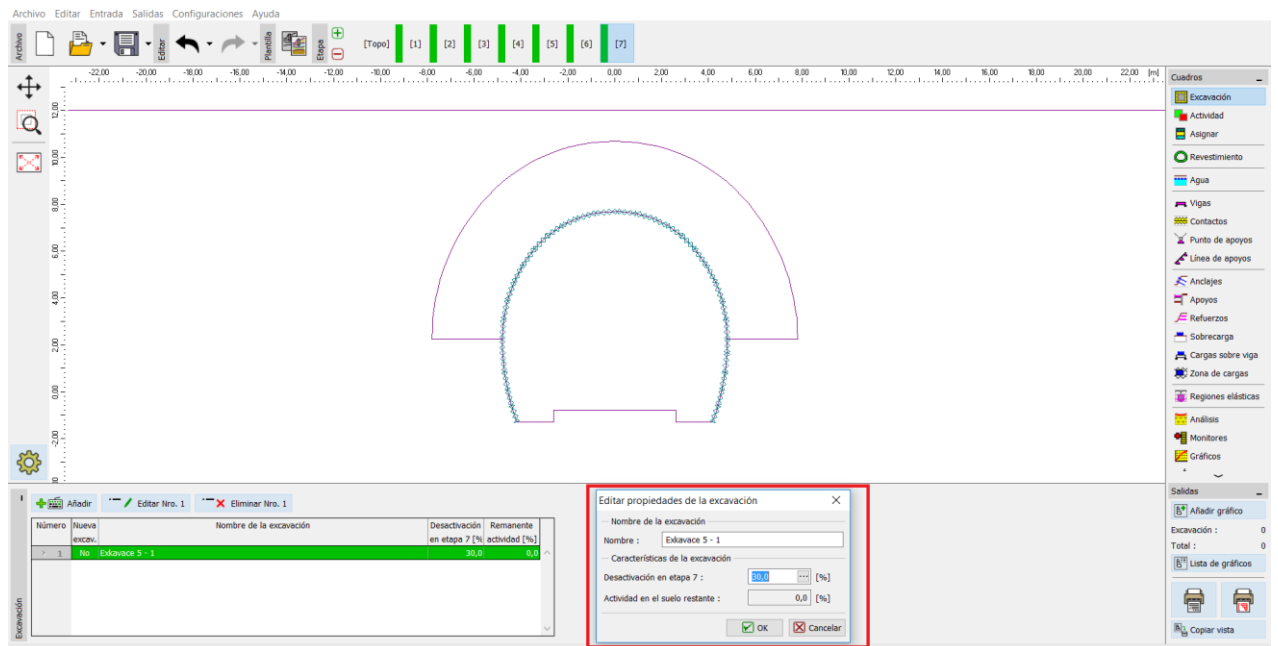 Archivo Editar Entrada Salidas Configuraciones Ayuda
Archivo
Editar
Plantilla
Etapa
[Topo] [1] [2] [3] [4] [5] [6] [7]
-22,00 -20,00 -18,00 -16,00 -14,00 -12,00 -10,00 -8,00 -6,00 -4,00 -2,00 0,00 2,00 4,00 6,00 8,00 10,00 12,00 14,00 16,00 18,00 20,00 22,00 [m]
12,00
10,00
8,00
6,00
4,00
2,00
0,00
-2,00
Cuadros
Excavación
Actividad
Asignar
Revestimiento
Agua
Vigas
Contactos
Punto de apoyos
Línea de apoyos
Anclajes
Apoyos
Refuerzos
Sobrecarga
Cargas sobre viga
Zona de cargas
Regiones elásticas
Análisis
Monitores
Gráficos
Añadir Editar Nro. 1 Eliminar Nro. 1
Número Nueva excav. Nombre de la excavación Desactivación en etapa 7 [% Remanente actividad [%]
1 No Exkavace 5 - 1 30,0 0,0
Excavación
Editar propiedades de la excavación
Nombre de la excavación
Nombre : Exkavace 5 - 1
Características de la excavación
Desactivación en etapa 7 : 30,0 ... [%]
Actividad en el suelo restante : 0,0 [%]
OK Cancelar
Salidas
Añadir gráfico
Excavación : 0
Total : 0
Lista de gráficos
Copiar vista